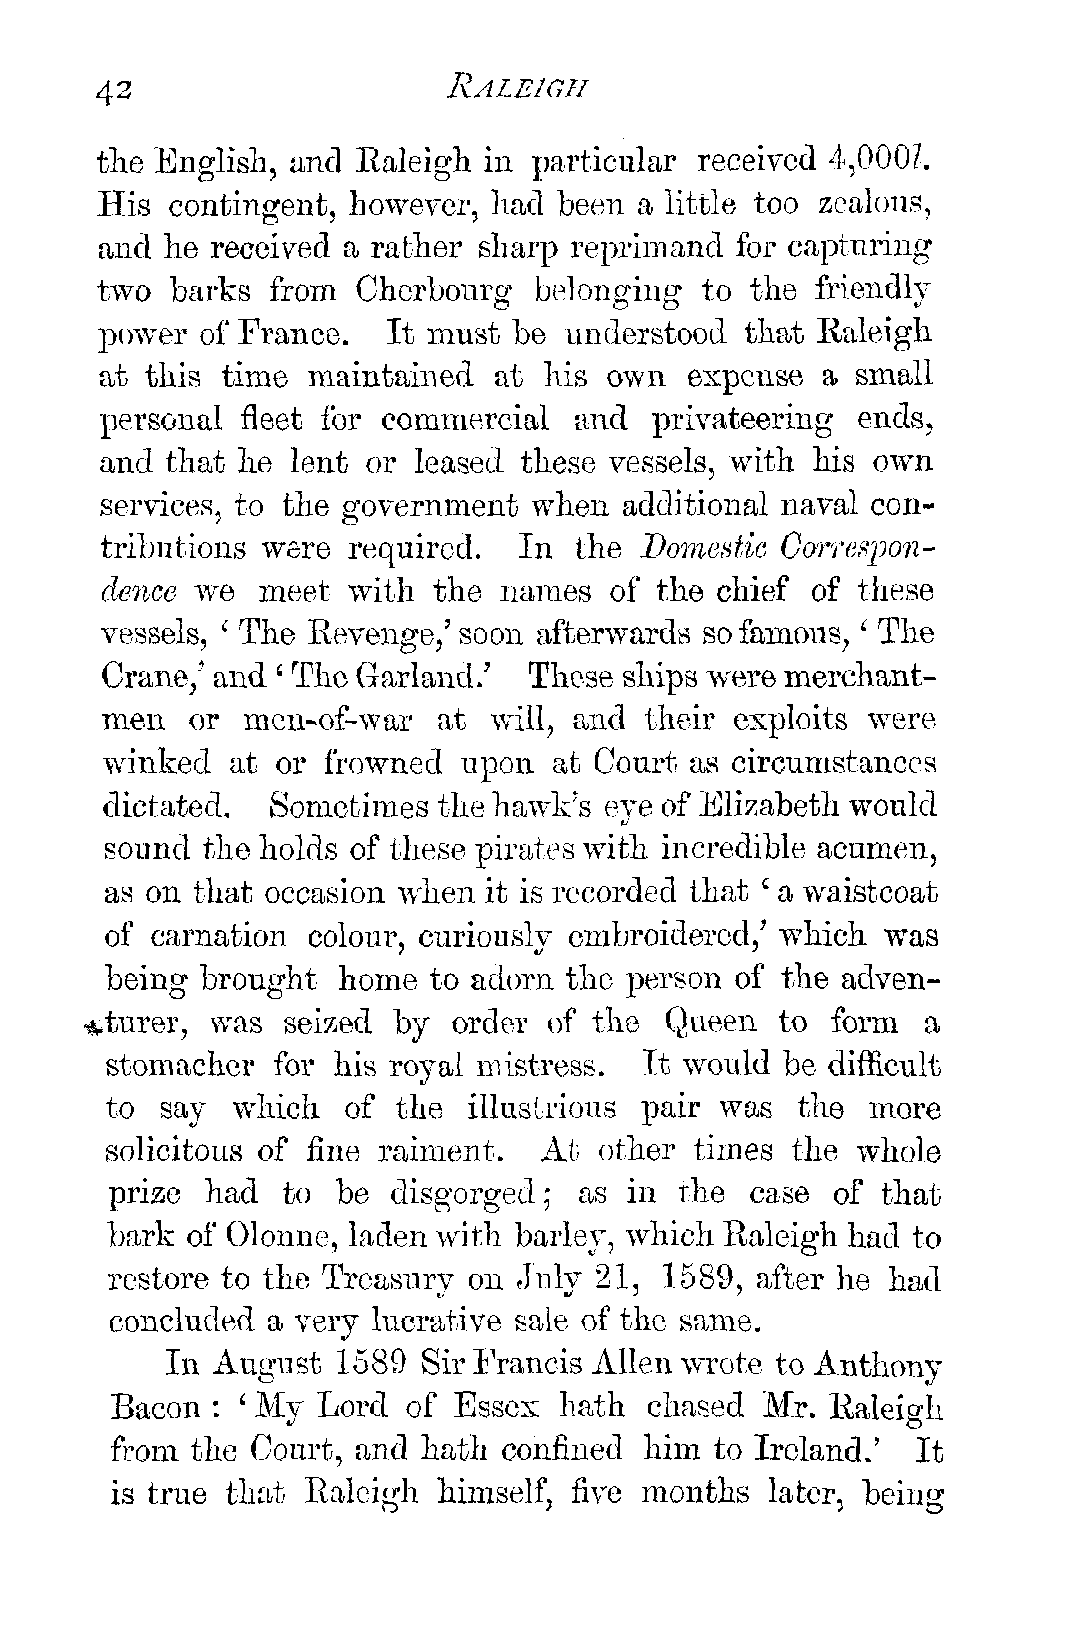 42 RALEIGH
the English, and Raleigh in particular received 4,000l.
His contingent, however, had been a little too zealous,
and he received a rather sharp reprimand for capturing
two barks from Cherbourg belonging to the friendly
power of France. It must be understood that Raleigh
at this time maintained at his own expense a small
personal fleet for commercial and privateering ends,
and that he lent or leased these vessels, with his own
services, to the government when additional naval con-
tributions were required. In the Domestic Correspon-
dence we meet with the names of the chief of these
vessels, ‘ The Revenge,’ soon afterwards so famous, ‘ The
Crane,’ and ‘ The Garland.’ These ships were merchant-
men or men-of-war at will, and their exploits were
winked at or frowned upon at Court as circumstances
dictated. Sometimes the hawk’s eye of Elizabeth would
sound the holds of these pirates with incredible acumen,
as on that occasion when it is recorded that ‘ a waistcoat
of carnation colour, curiously embroidered,’ which was
being brought home to adorn the person of the adven-
turer, was seized by order of the Queen to form a
stomacher for his royal mistress. It would be difficult
to say which of the illustrious pair was the more
solicitous of fine raiment. At other times the whole
prize had to be disgorged ; as in the case of that
bark of Olonne, laden with barley, which Raleigh had to
restore to the Treasury on July 21, 1589, after he had
concluded a very lucrative sale of the same.
In August 1589 Sir Francis Allen wrote to Anthony
Bacon : ‘ My Lord of Essex hath chased Mr. Raleigh
from the Court, and hath confined him to Ireland.’ It
is true that Raleigh himself, five months later, being